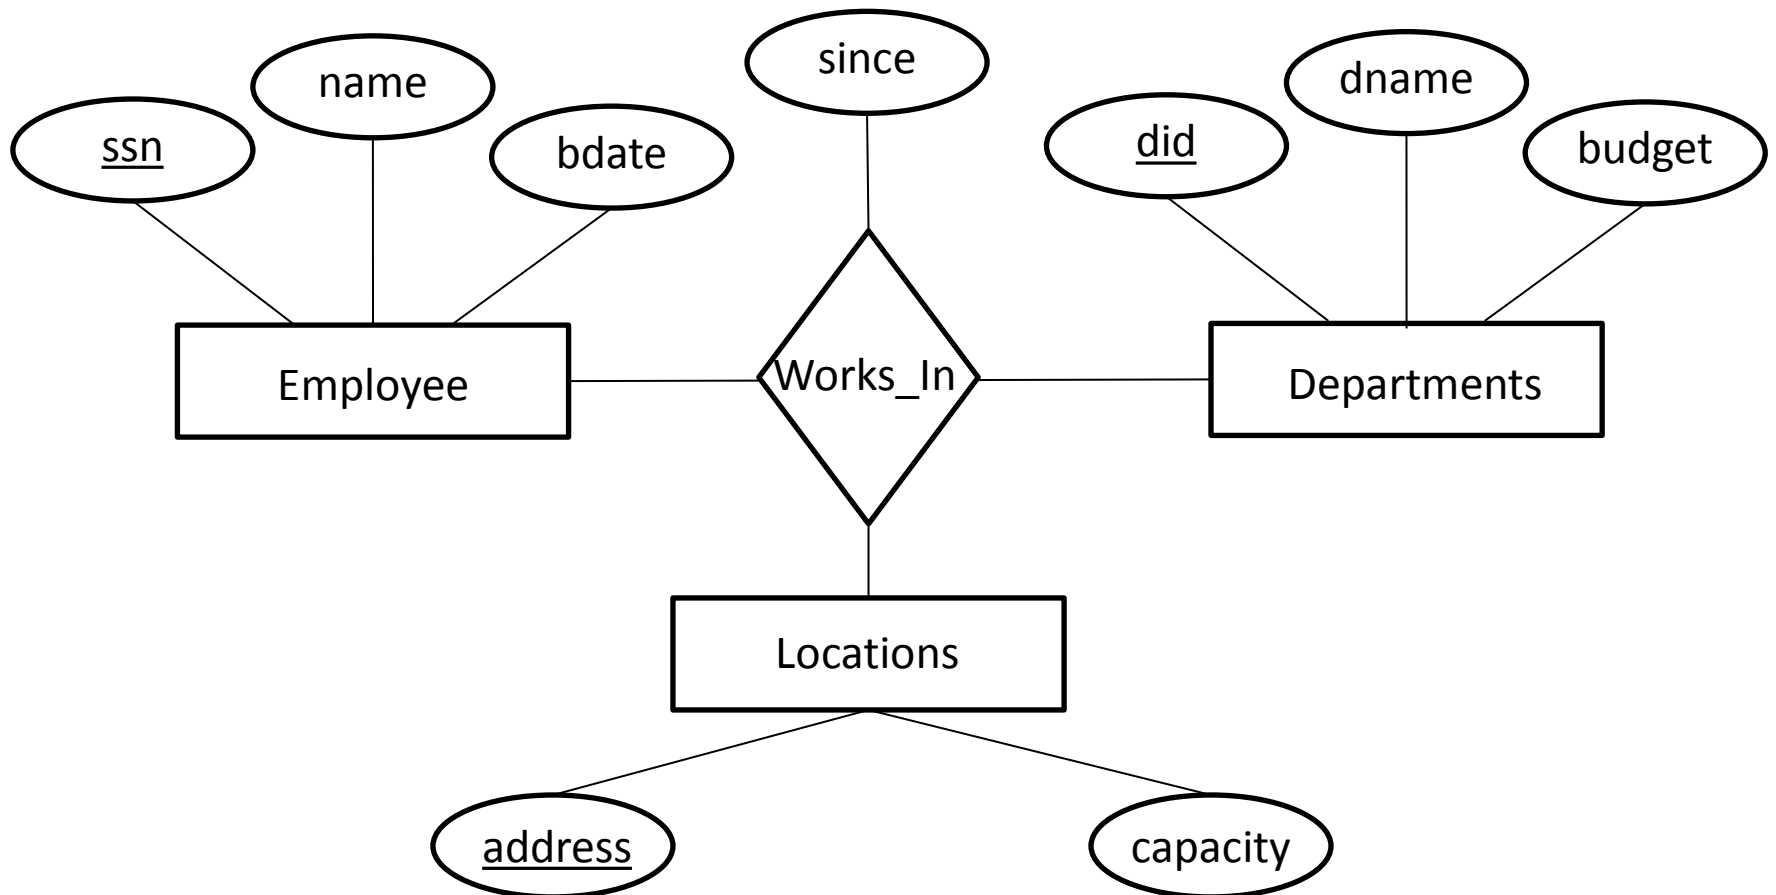 since
name
dname
ssn
bdate
did
budget
Employee
Works_In
Departments
Locations
address
capacity